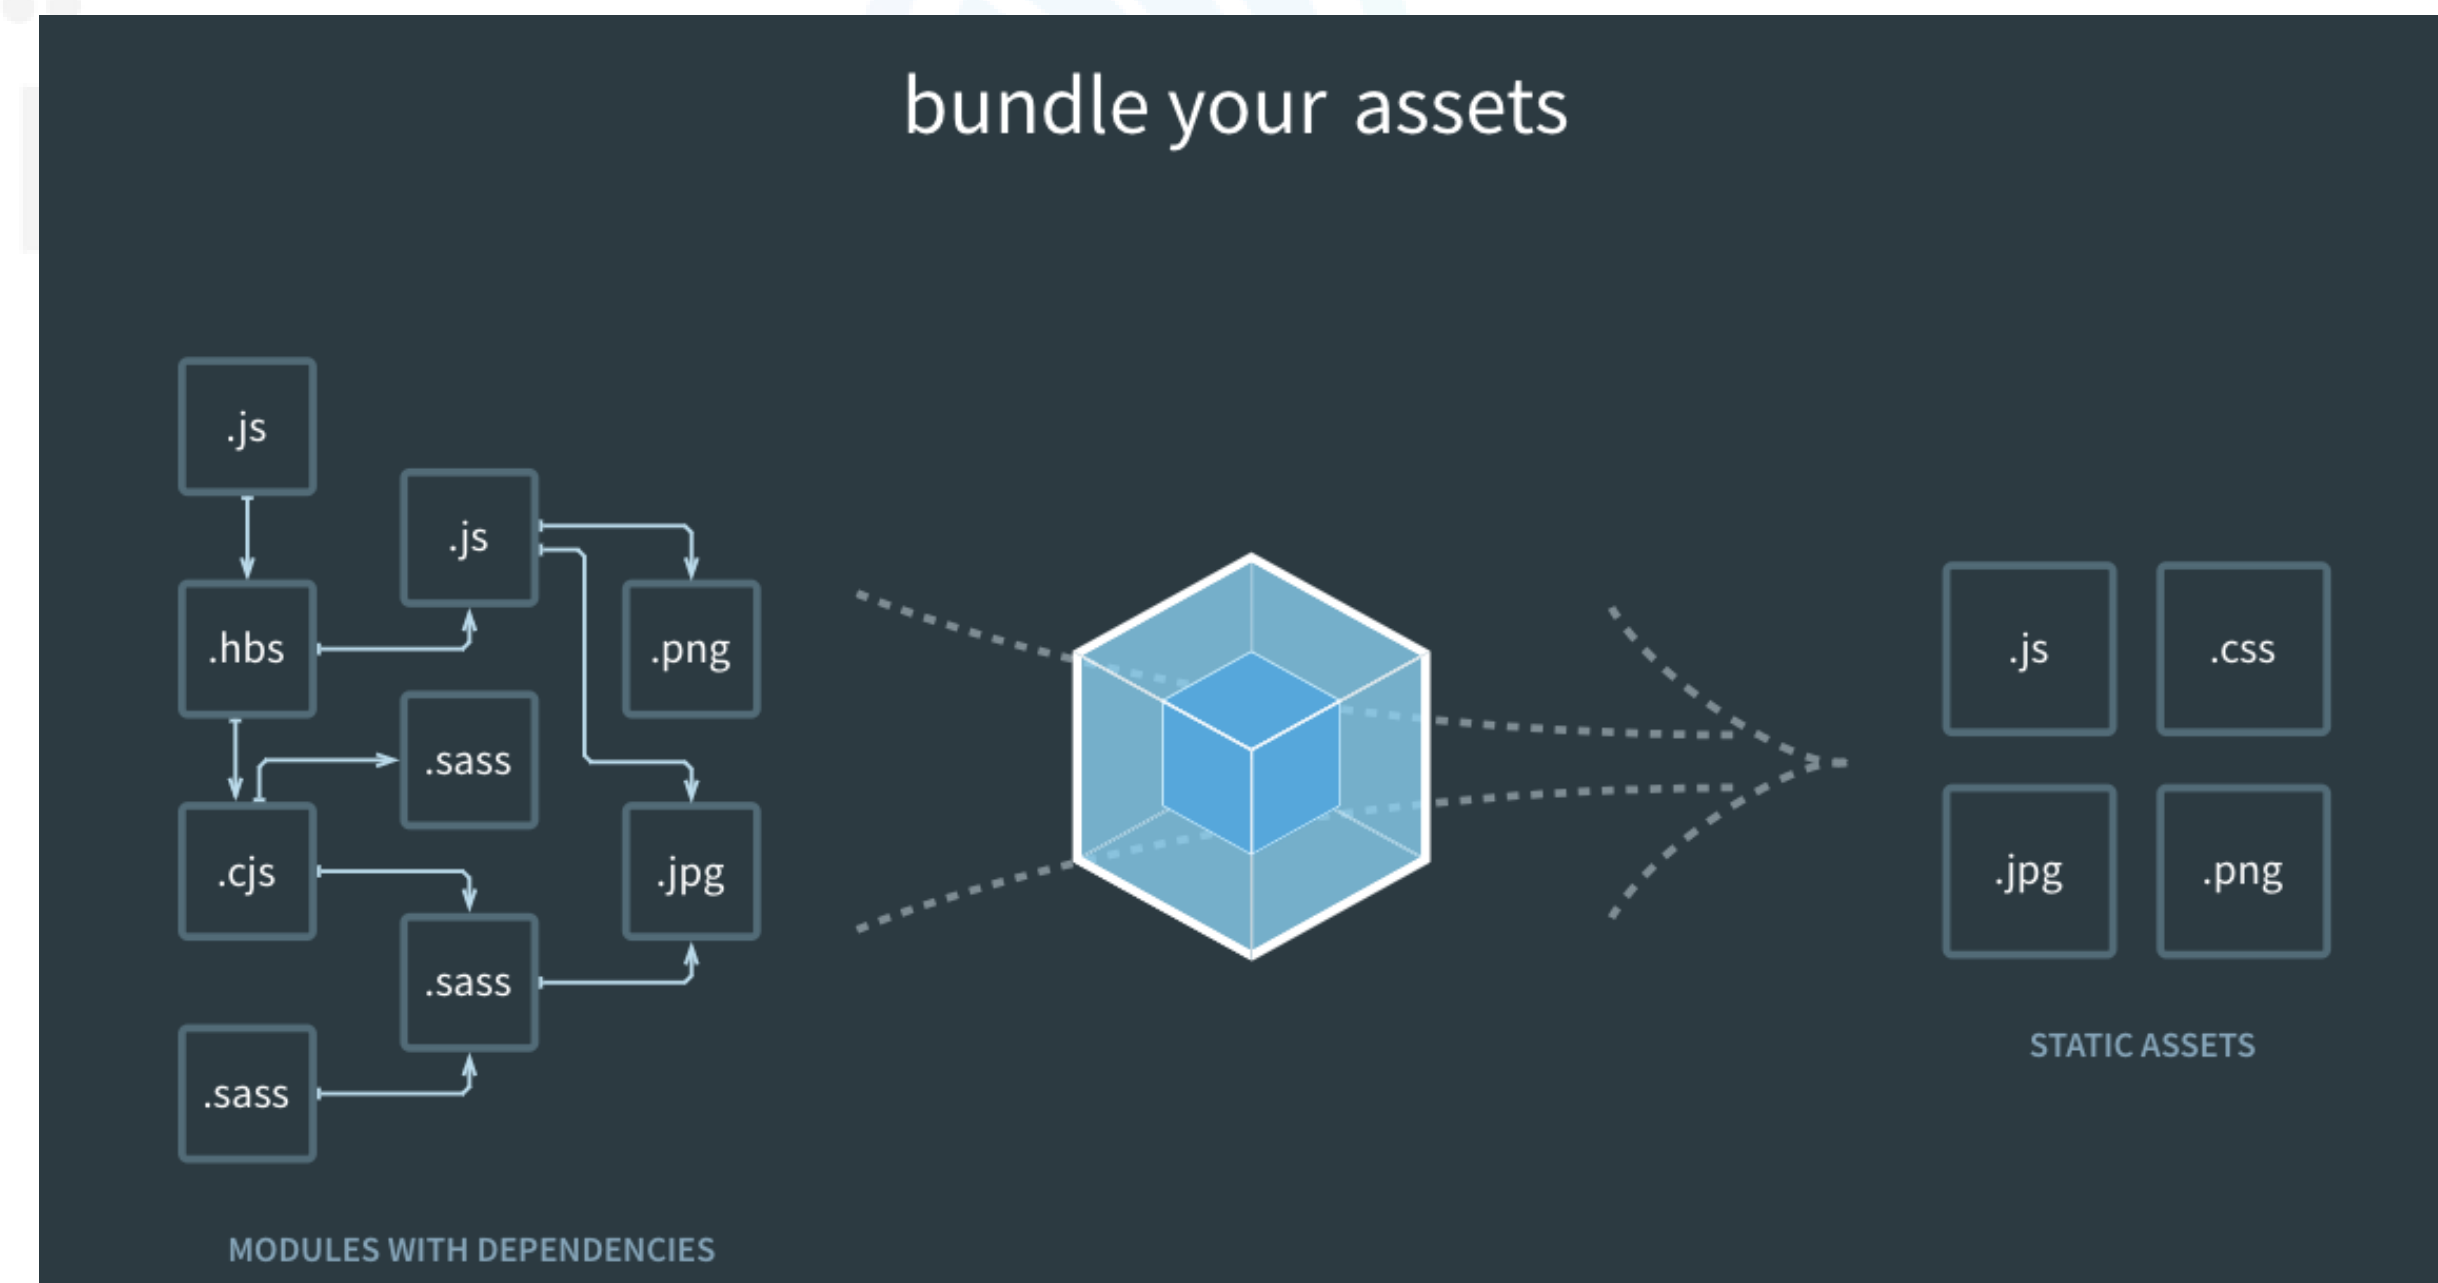 bundle your assets
.js
.js
.hbs
.png
.sass
.cjs
.jpg
.sass
.sass
MODULES WITH DEPENDENCIES
.js
.css
.jpg
.png
STATIC ASSETS